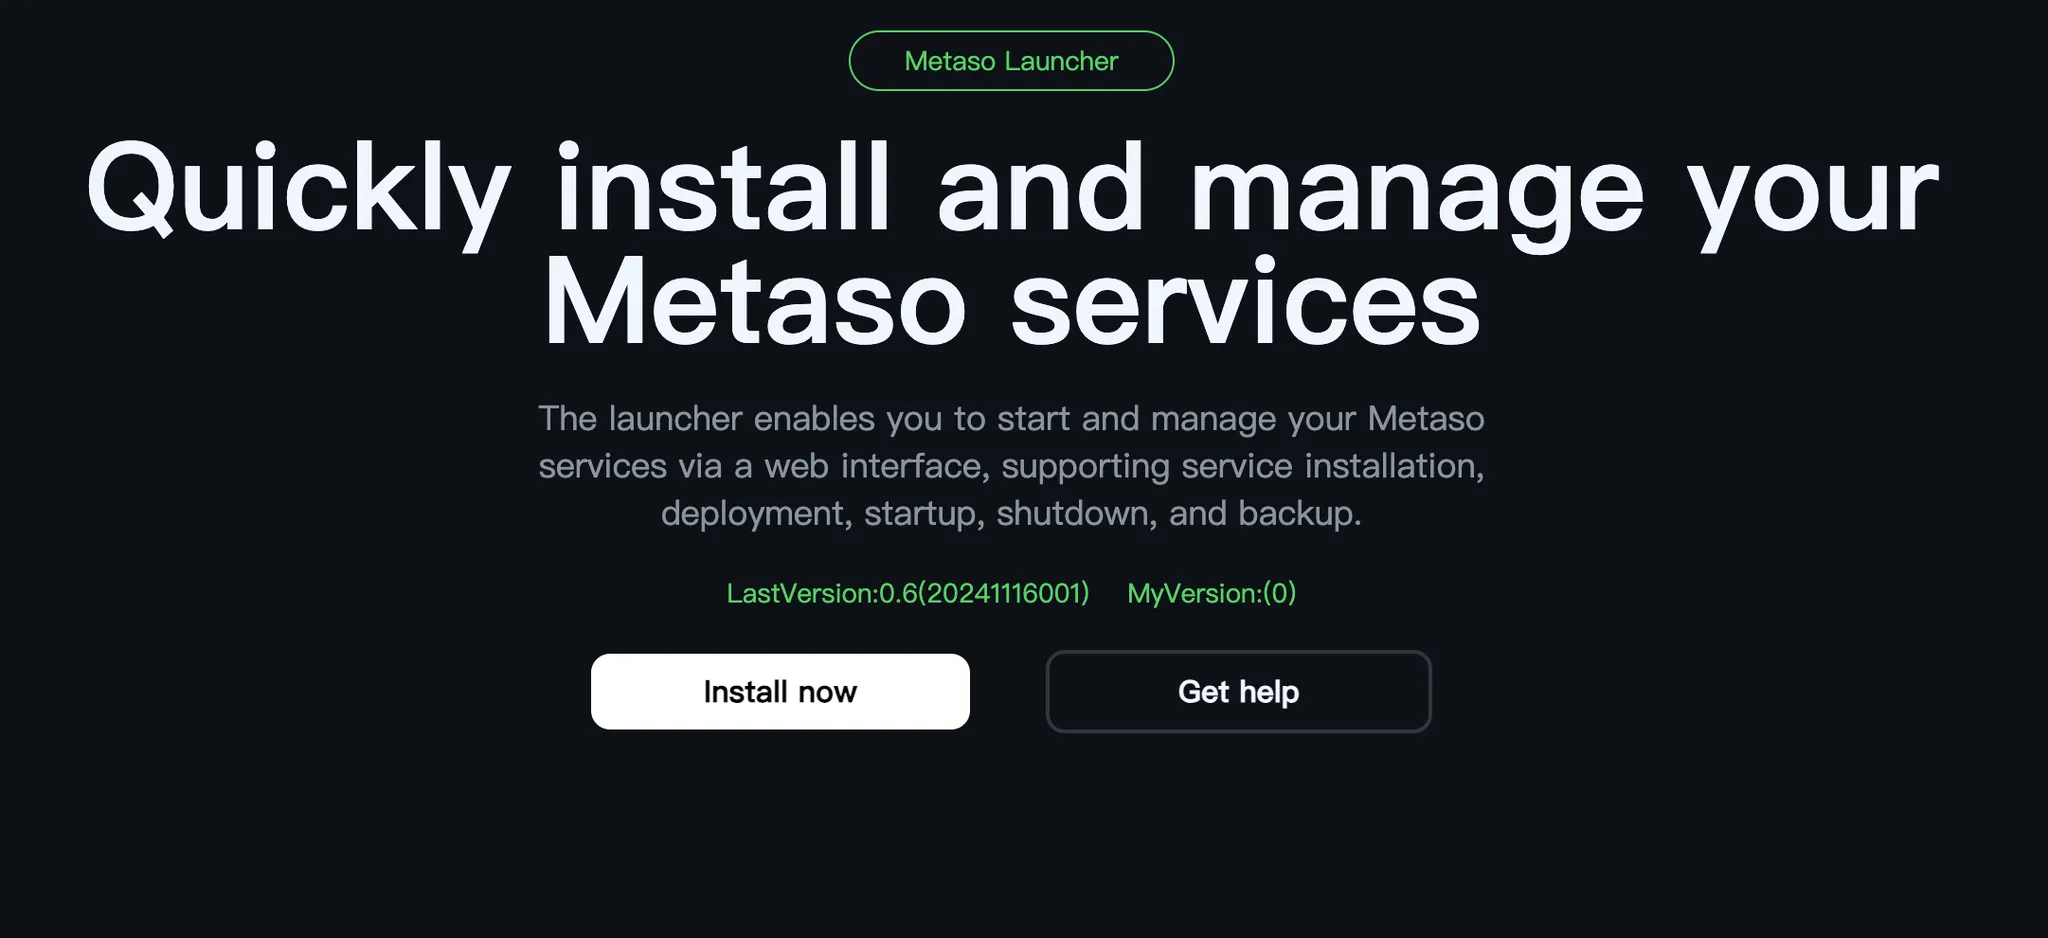 Metaso Launcher
Quickly install and manage your
Metaso services
The launcher enables you to start and manage your Metaso
services via a web interface, supporting service installation,
deployment, startup, shutdown, and backup.
LastVersion:0.6(20241116001) MyVersion:(0)
Install now Get help